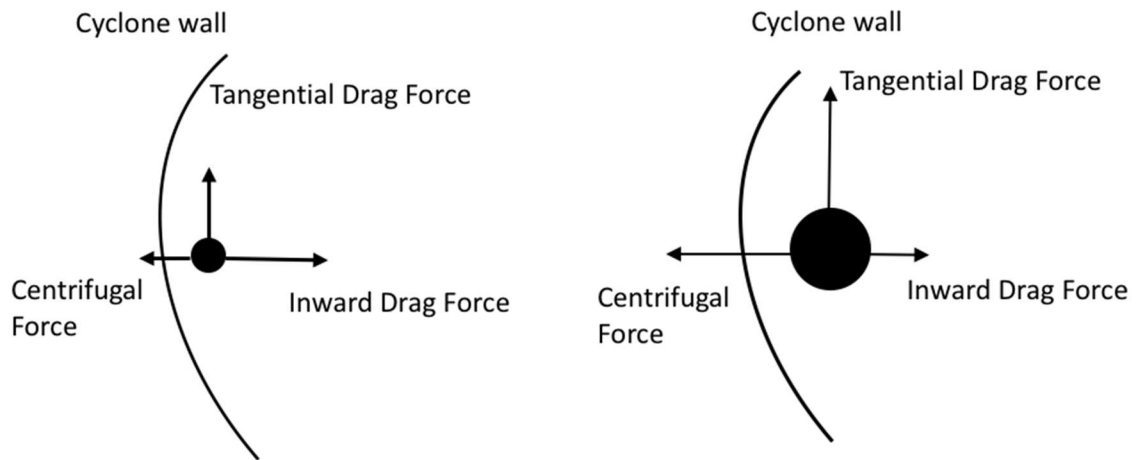 Cyclone wall
Tangential Drag Force
Centrifugal
Force
Inward Drag Force
Cyclone wall
Tangential Drag Force
Centrifugal
Force
Inward Drag Force